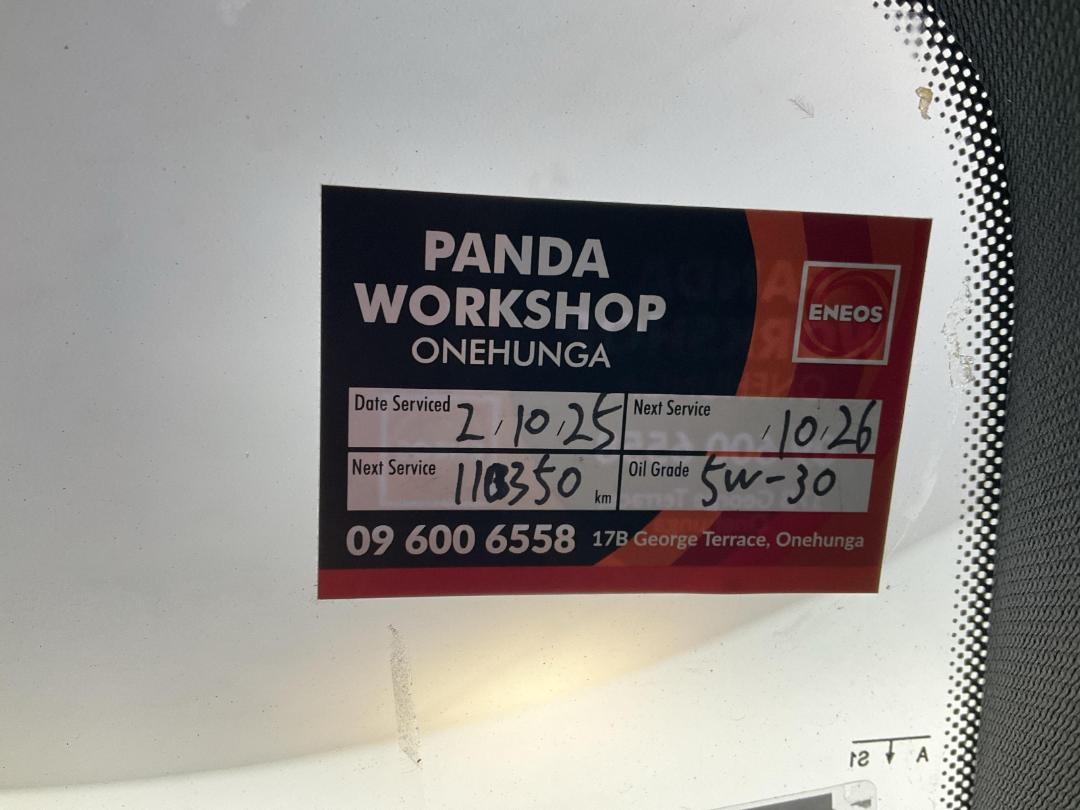 PANDA
WORKSHOP
ONEHUNGA
ENEOS
Date Serviced 2/10/25
Next Service /10/26
Next Service km
Oil Grade 5W-30
09 600 6558 17B George Terrace, Onehunga
A
S1